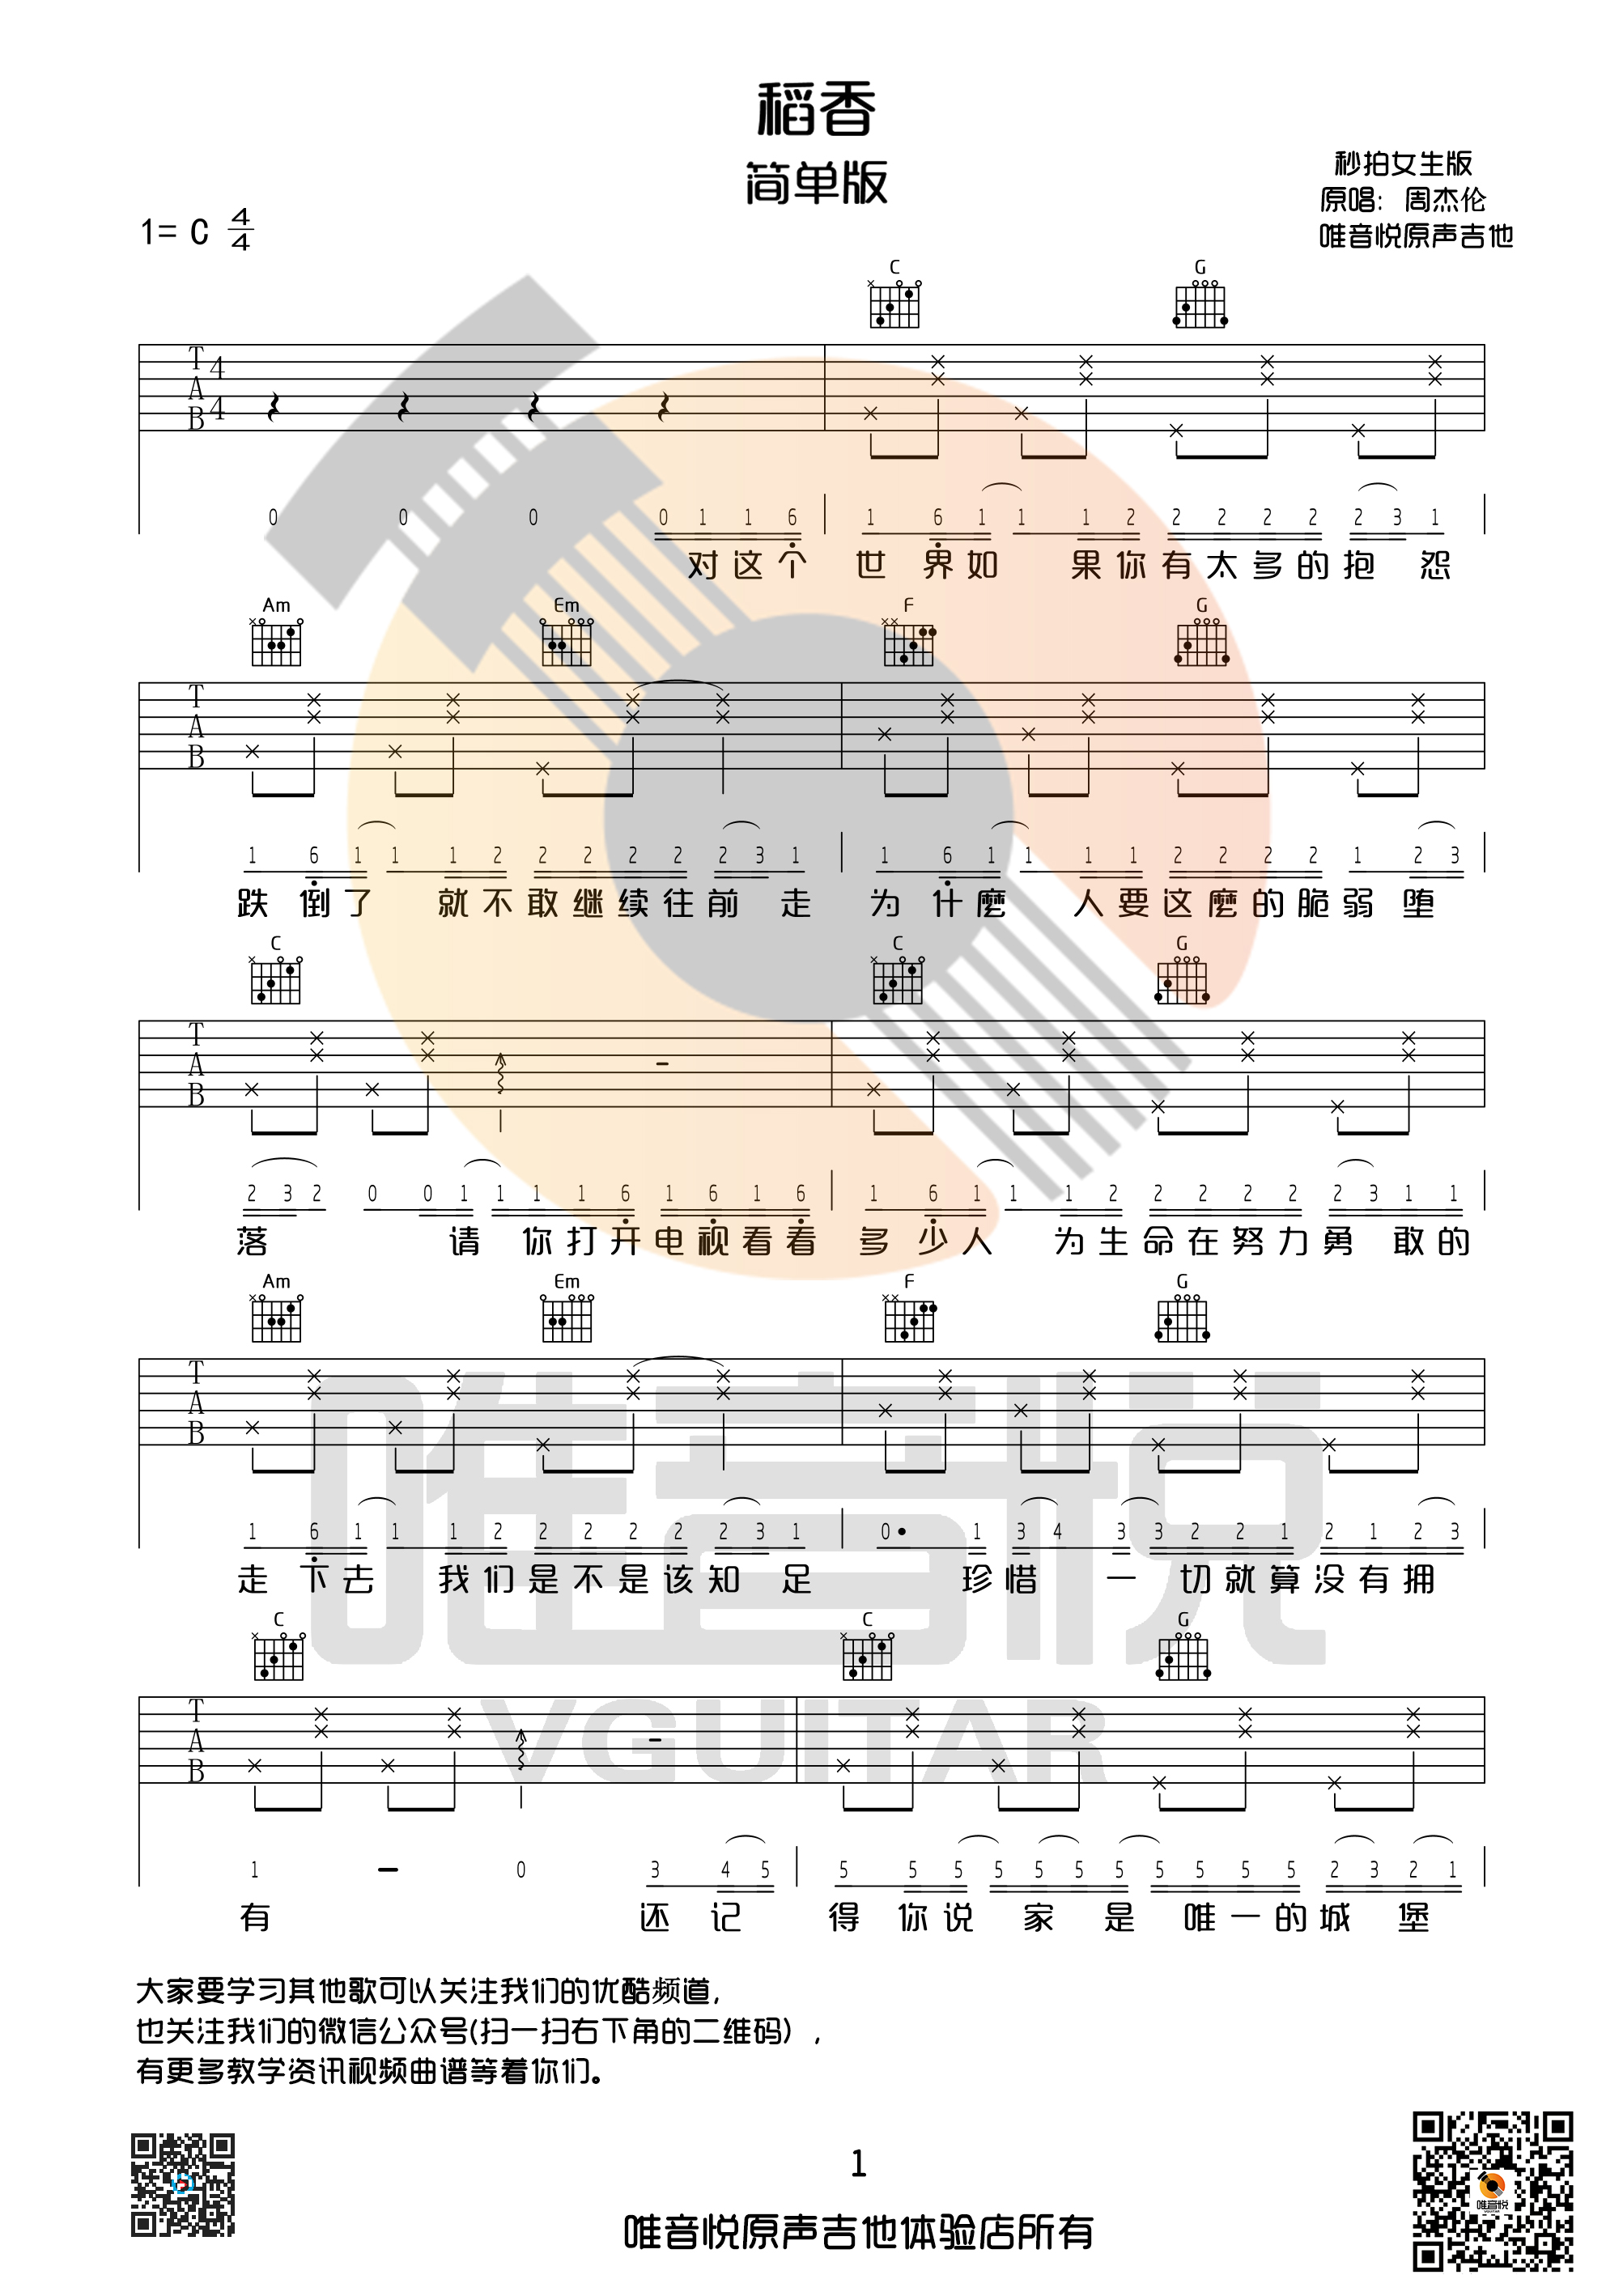 稻香
简单版
秒拍女生版
1= C 4/4
原唱：周杰伦
唯音悦原声吉他
C G
T A B 4 4
0 0 0 0 1 1 6 1 6 1 1 1 2 2 2 2 2 2 3 1
对这个 世 界如 果你有太多的抱 怨
Am Em F G
T A B
1 6 1 1 1 2 2 2 2 2 2 3 1 1 6 1 1 1 1 2 2 2 2 1 2 3
跌 倒了 就不敢继续往前 走 为 什麼 人要这麼的脆弱堕
C C G
T A B
2 3 2 0 0 1 1 1 1 6 1 6 1 6 1 6 1 1 1 2 2 2 2 2 2 3 1 1
落 请 你打开电视看看 多 少人 为生命在努力勇 敢的
Am Em F G
T A B
1 6 1 1 1 2 2 2 2 2 2 3 1 0• 1 3 4 3 3 2 2 1 2 1 2 3
走 下去 我们是不是该知 足 珍惜 一 切就算没有拥
C C G
T A B
1 – 0 3 4 5 5 5 5 5 5 5 5 5 5 5 5 2 3 2 1
有 还 记 得 你说 家 是 唯一的城 堡
唯音悦
VGUITAR
大家要学习其他歌可以关注我们的优酷频道,
也关注我们的微信公众号(扫一扫右下角的二维码）,
有更多教学资讯视频曲谱等着你们。
1
唯音悦
唯音悦原声吉他体验店所有